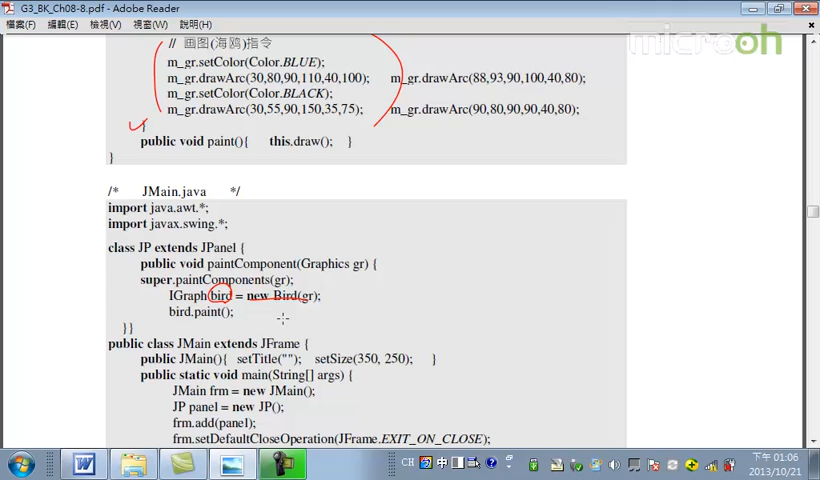 G3_BK_Ch08-8.pdf - Adobe Reader
檔案(F) 編輯(E) 檢視(V) 視窗(W) 說明(H)
microoh
// 画图(海鸥)指令
m_gr.setColor(Color.BLUE);
m_gr.drawArc(30,80,90,110,40,100); m_gr.drawArc(88,93,90,100,40,80);
m_gr.setColor(Color.BLACK);
m_gr.drawArc(30,55,90,150,35,75); m_gr.drawArc(90,80,90,90,40,80);
}
public void paint(){ this.draw(); }
}
/* JMain.java */
import java.awt.*;
import javax.swing.*;
class JP extends JPanel {
public void paintComponent(Graphics gr) {
super.paintComponents(gr);
IGraph bird = new Bird(gr);
bird.paint();
}}
public class JMain extends JFrame {
public JMain(){ setTitle(""); setSize(350, 250); }
public static void main(String[] args) {
JMain frm = new JMain();
JP panel = new JP();
frm.add(panel);
frm.setDefaultCloseOperation(JFrame.EXIT_ON_CLOSE);
CH 中
下午 01:06
2013/10/21